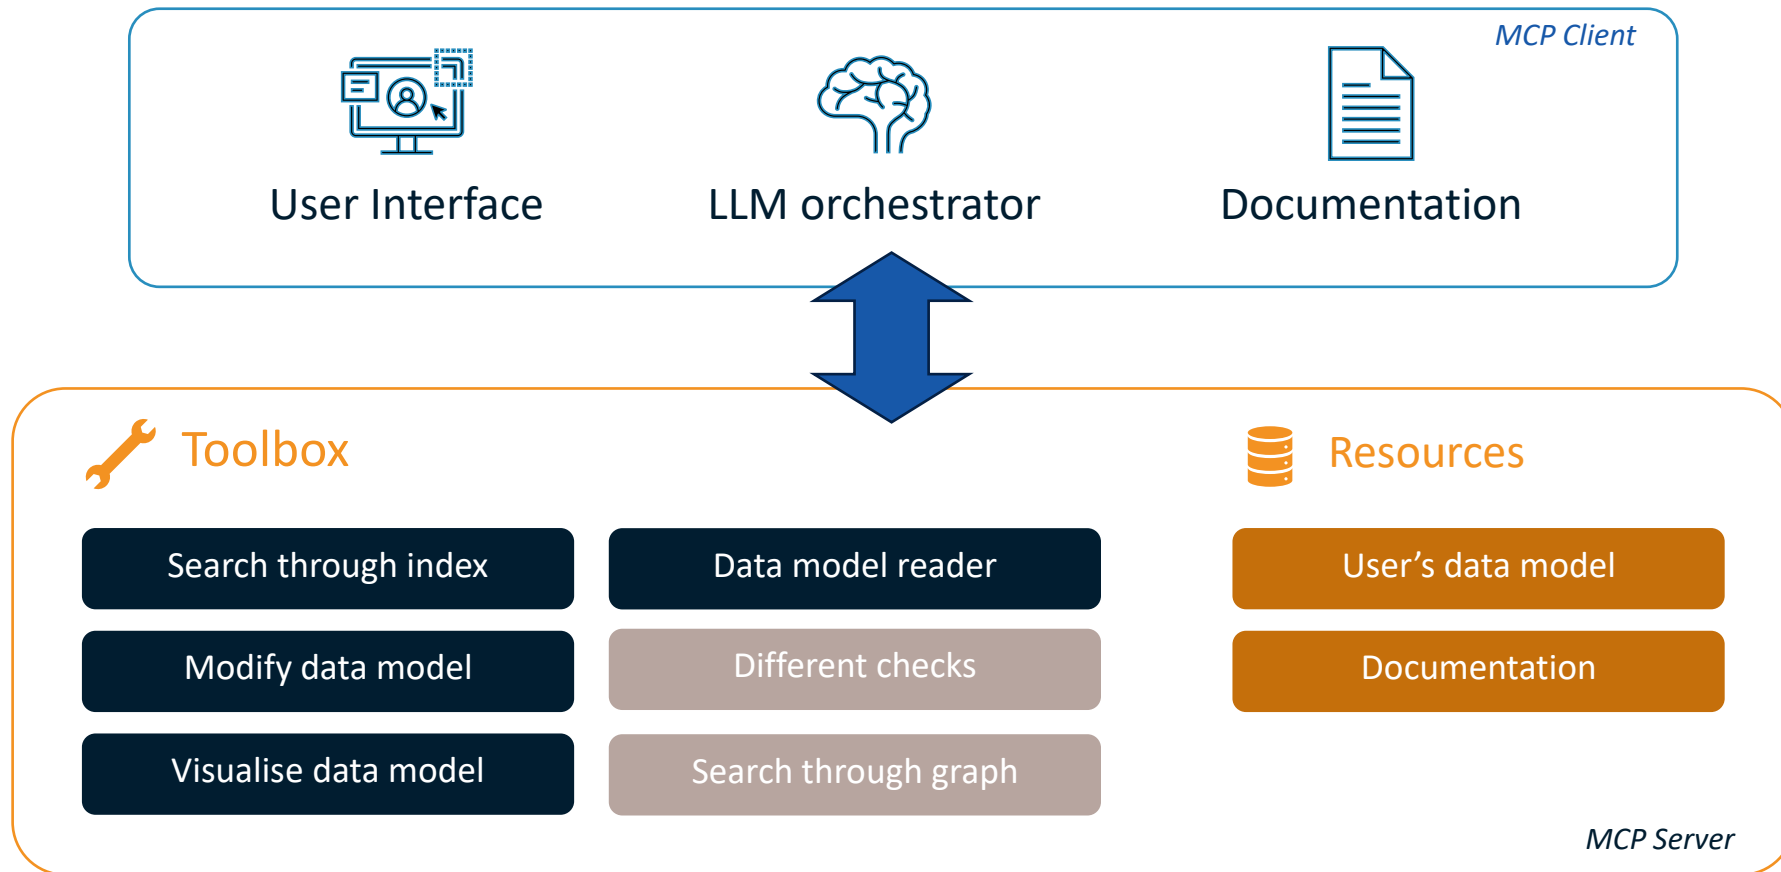 MCP Client
User Interface
LLM orchestrator
Documentation
Toolbox
Search through index
Data model reader
Modify data model
Different checks
Visualise data model
Search through graph
Resources
User’s data model
Documentation
MCP Server